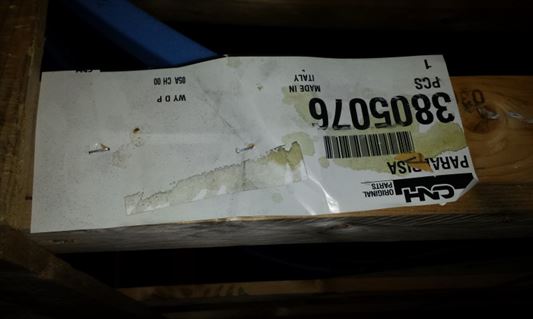 CNH
ORIGINAL
PARTS
3805076
PCS
1
MADE IN
ITALY
WY D P
05A CH 00